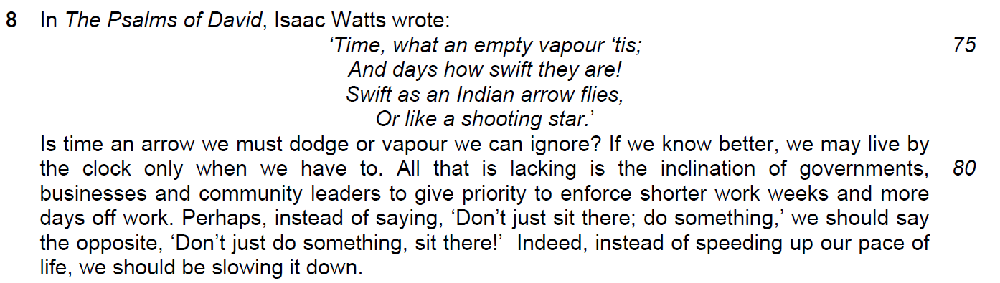 8 In The Psalms of David, Isaac Watts wrote:
‘Time, what an empty vapour ‘tis; 75
And days how swift they are!
Swift as an Indian arrow flies,
Or like a shooting star.’
Is time an arrow we must dodge or vapour we can ignore? If we know better, we may live by
the clock only when we have to. All that is lacking is the inclination of governments, 80
businesses and community leaders to give priority to enforce shorter work weeks and more
days off work. Perhaps, instead of saying, ‘Don’t just sit there; do something,’ we should say
the opposite, ‘Don’t just do something, sit there!’ Indeed, instead of speeding up our pace of
life, we should be slowing it down.